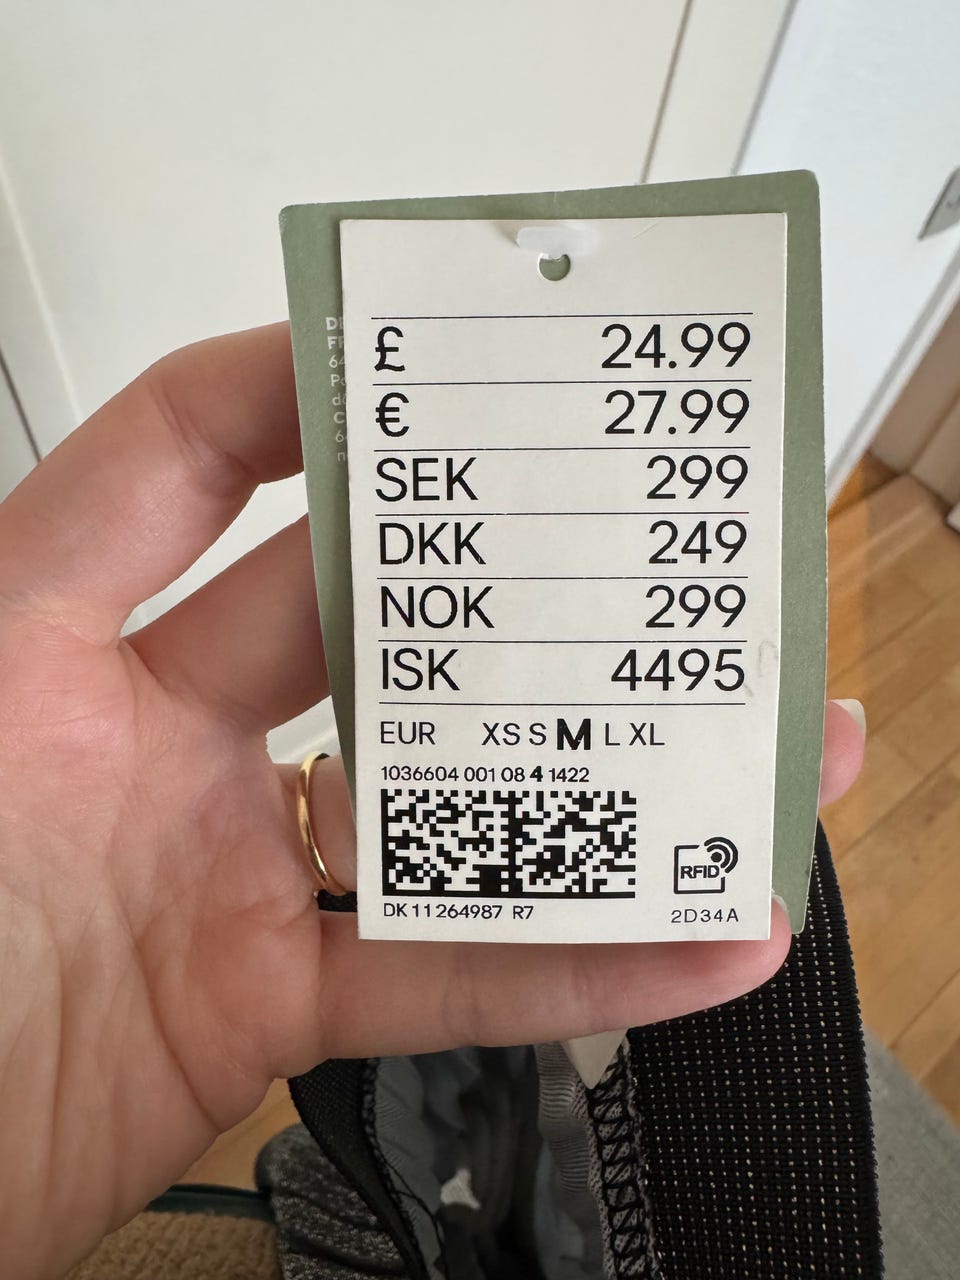 £ 24.99
€ 27.99
SEK 299
DKK 249
NOK 299
ISK 4495
EUR XS S M L XL
1036604 001 08 4 1422
RFID
DK 11264987 R7
2D34A